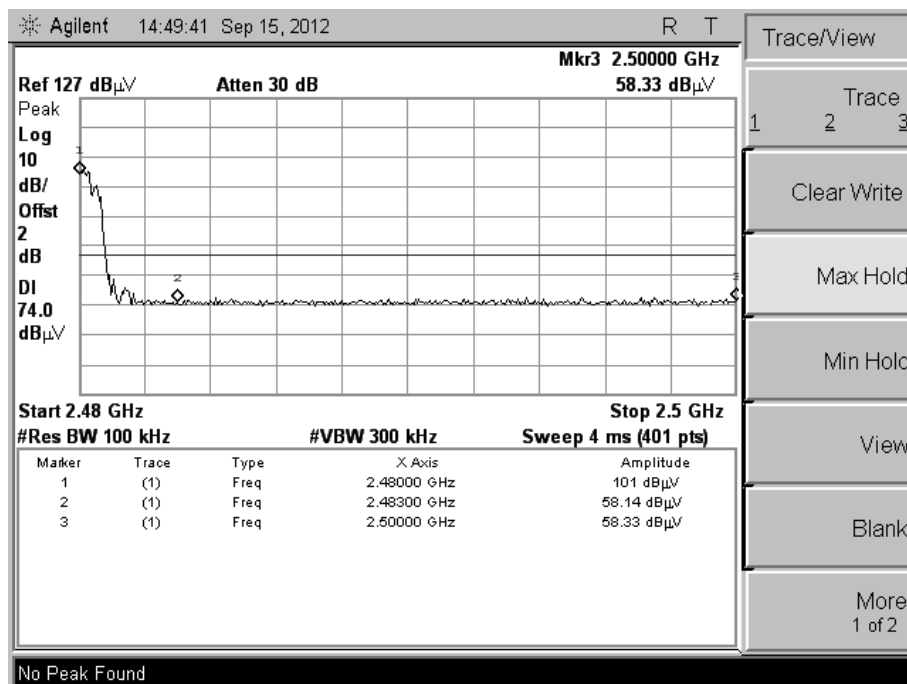 Agilent 14:49:41 Sep 15, 2012 R T
Mkr3 2.50000 GHz
Ref 127 dBµV Atten 30 dB 58.33 dBµV
Peak
Log
10
dB/
Offst
2
dB
DI
74.0
dBµV
1
2
3
Start 2.48 GHz Stop 2.5 GHz
#Res BW 100 kHz #VBW 300 kHz Sweep 4 ms (401 pts)
Marker Trace Type X Axis Amplitude
1 (1) Freq 2.48000 GHz 101 dBµV
2 (1) Freq 2.48300 GHz 58.14 dBµV
3 (1) Freq 2.50000 GHz 58.33 dBµV
No Peak Found
Trace/View
Trace
1 2 3
Clear Write
Max Hold
Min Hold
View
Blank
More
1 of 2